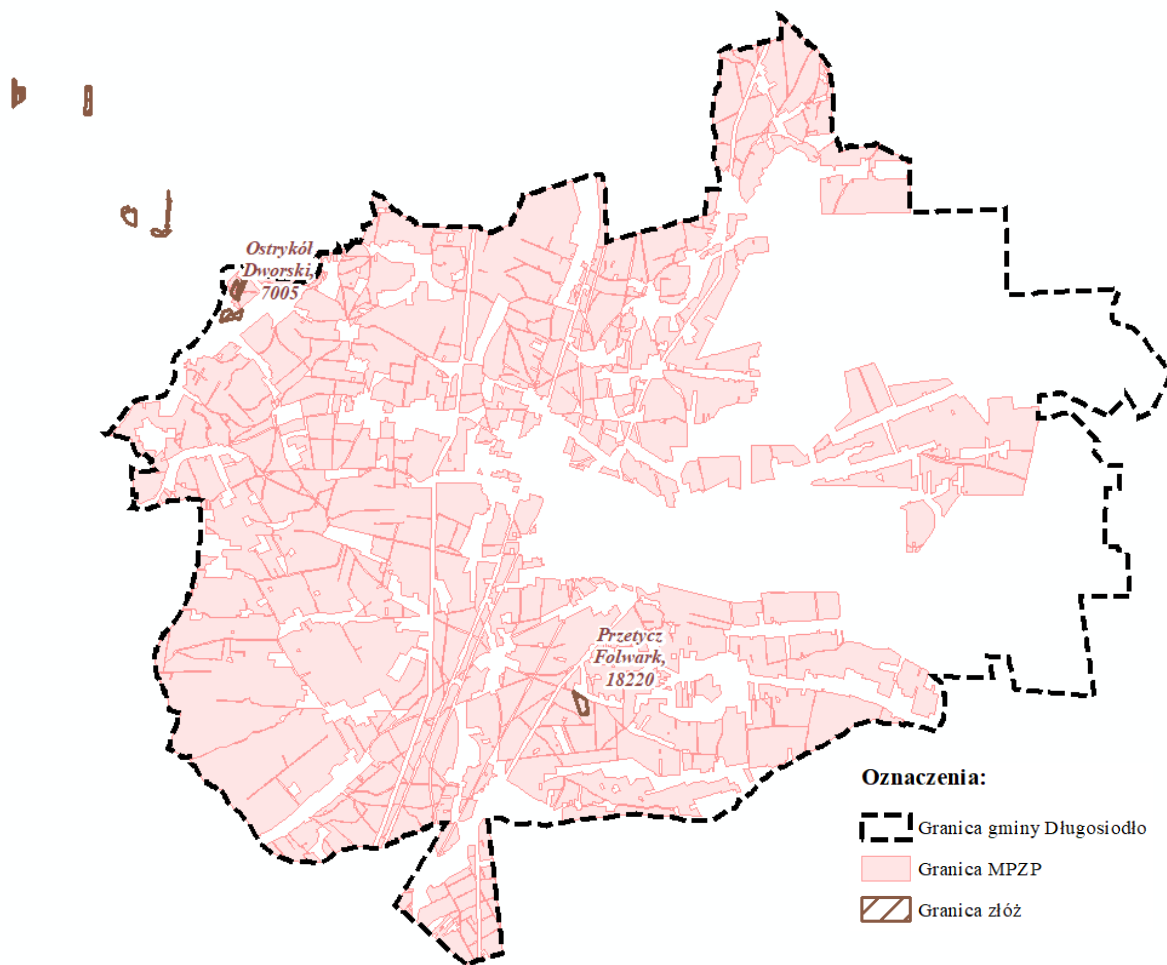 Ostrykół
Dworski,
7005
Przetycz
Folwark,
18220
Oznaczenia:
Granica gminy Długosiodło
Granica MPZP
Granica złóż